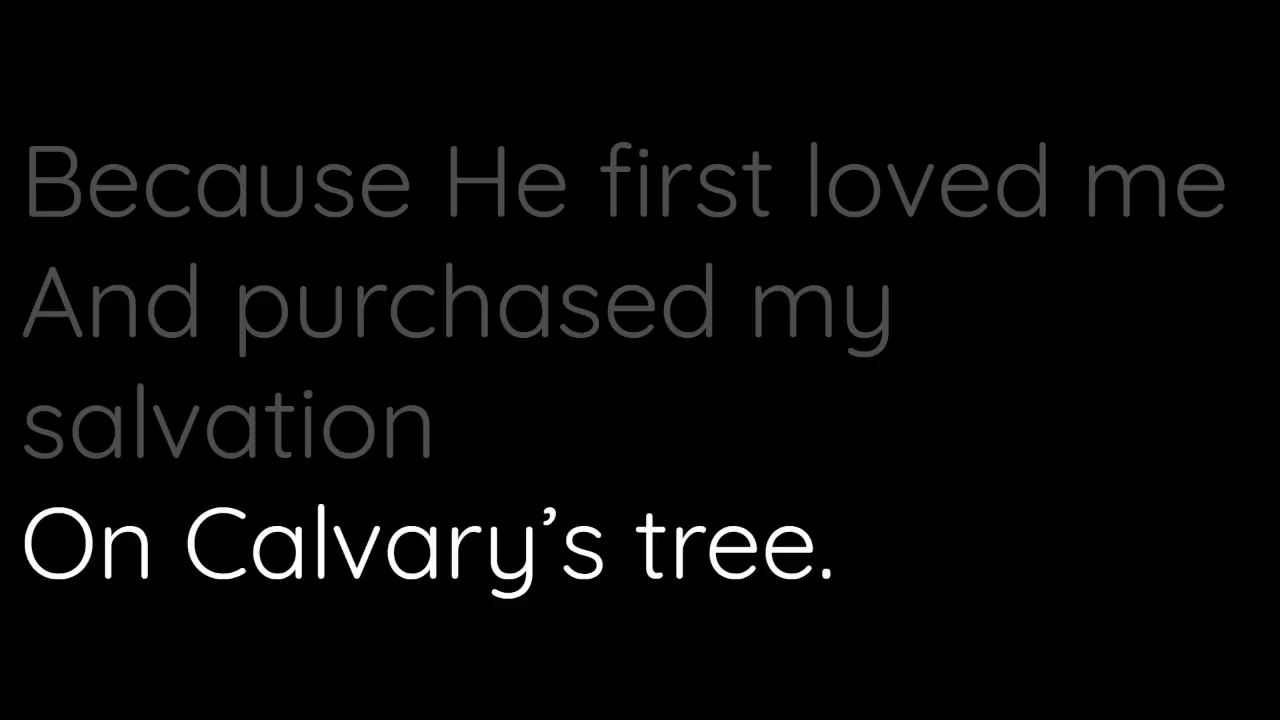 Because He first loved me
And purchased my
salvation
On Calvary’s tree.